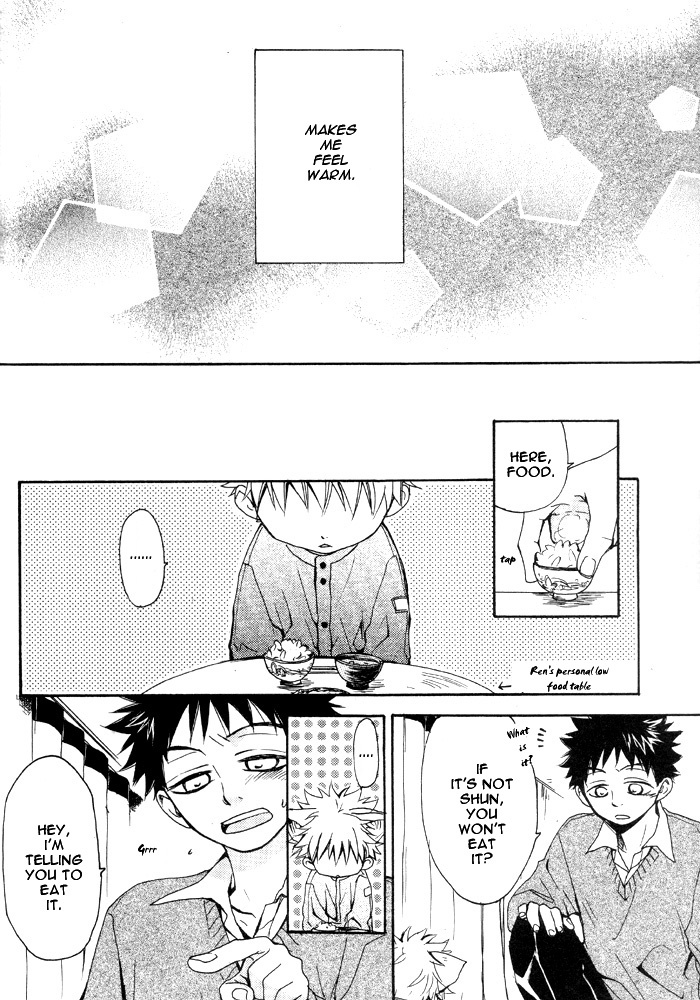 MAKES
ME
FEEL
WARM.
HERE,
FOOD.
tap
......
Ren's personal low
food table
What
is
it?
IF
IT'S NOT
SHUN,
YOU
WON'T
EAT
IT?
....
HEY,
I'M
TELLING
YOU TO
EAT
IT.
Grrr